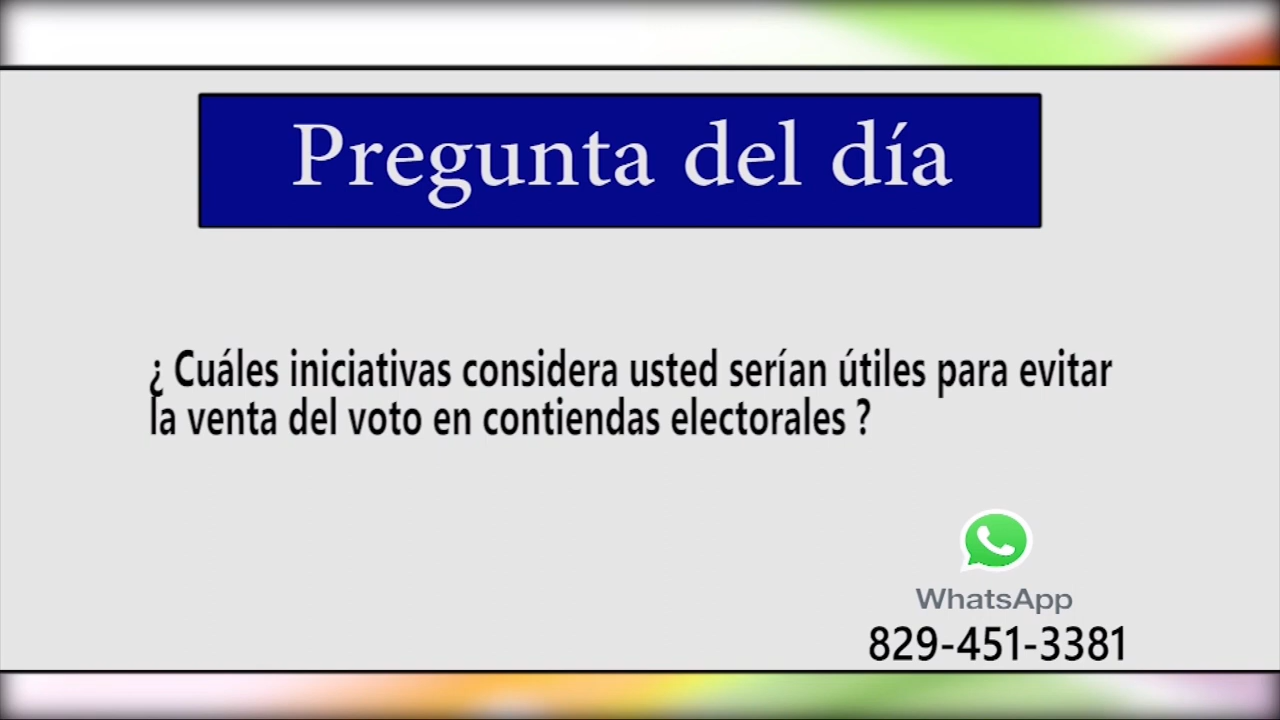 Pregunta del día
¿ Cuáles iniciativas considera usted serían útiles para evitar
la venta del voto en contiendas electorales ?
WhatsApp
829-451-3381